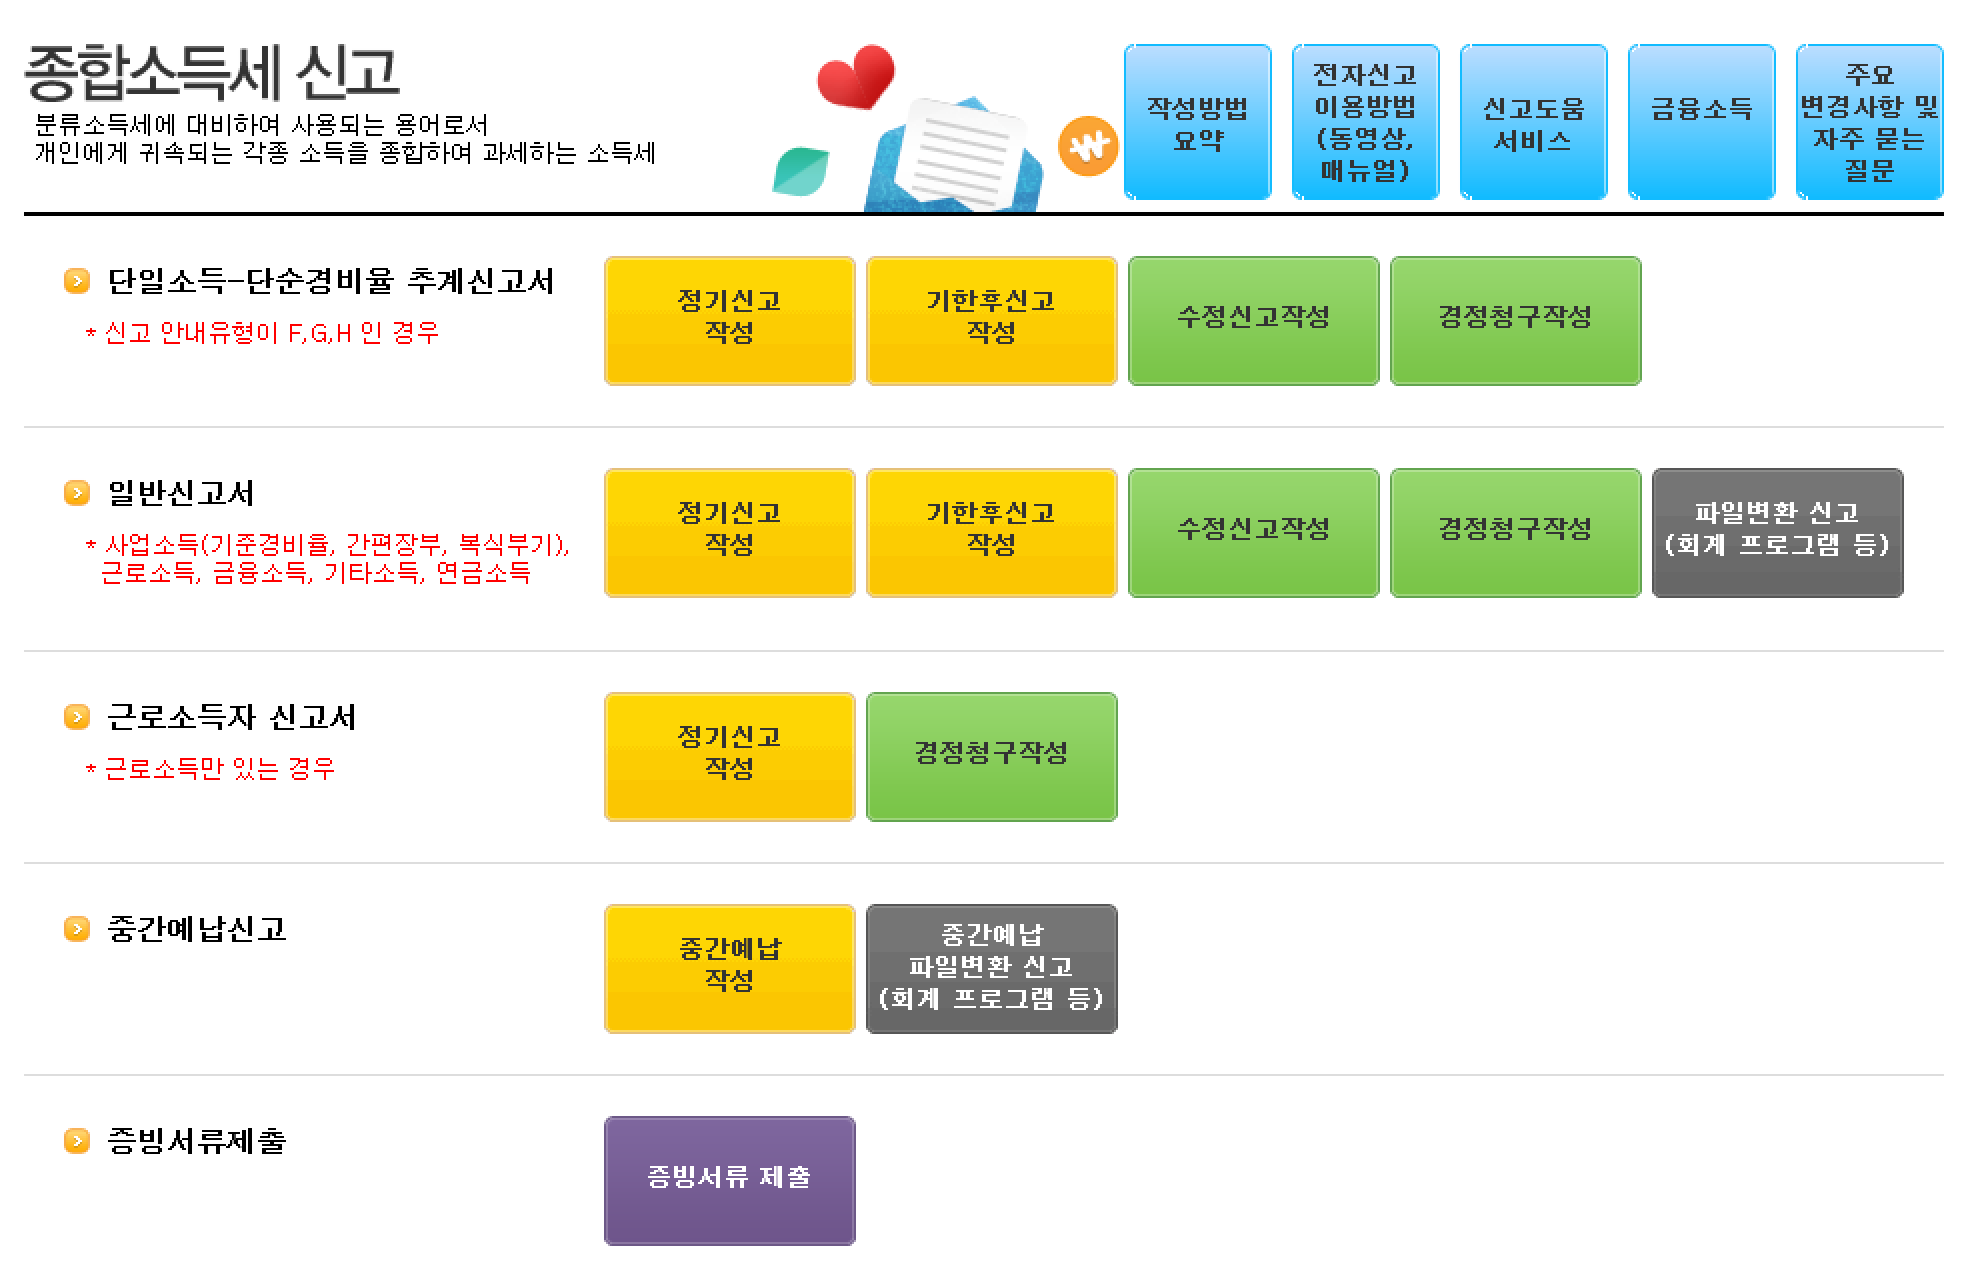 종합소득세 신고
분류소득세에 대비하여 사용되는 용어로서
개인에게 귀속되는 각종 소득을 종합하여 과세하는 소득세
작성방법
요약
전자신고
이용방법
(동영상,
매뉴얼)
신고도움
서비스
금융소득
주요
변경사항 및
자주 묻는
질문
단일소득-단순경비율 추계신고서
* 신고 안내유형이 F,G,H 인 경우
정기신고
작성
기한후신고
작성
수정신고작성
경정청구작성
일반신고서
* 사업소득(기준경비율, 간편장부, 복식부기),
근로소득, 금융소득, 기타소득, 연금소득
정기신고
작성
기한후신고
작성
수정신고작성
경정청구작성
파일변환 신고
(회계 프로그램 등)
근로소득자 신고서
* 근로소득만 있는 경우
정기신고
작성
경정청구작성
중간예납신고
중간예납
작성
중간예납
파일변환 신고
(회계 프로그램 등)
증빙서류제출
증빙서류 제출